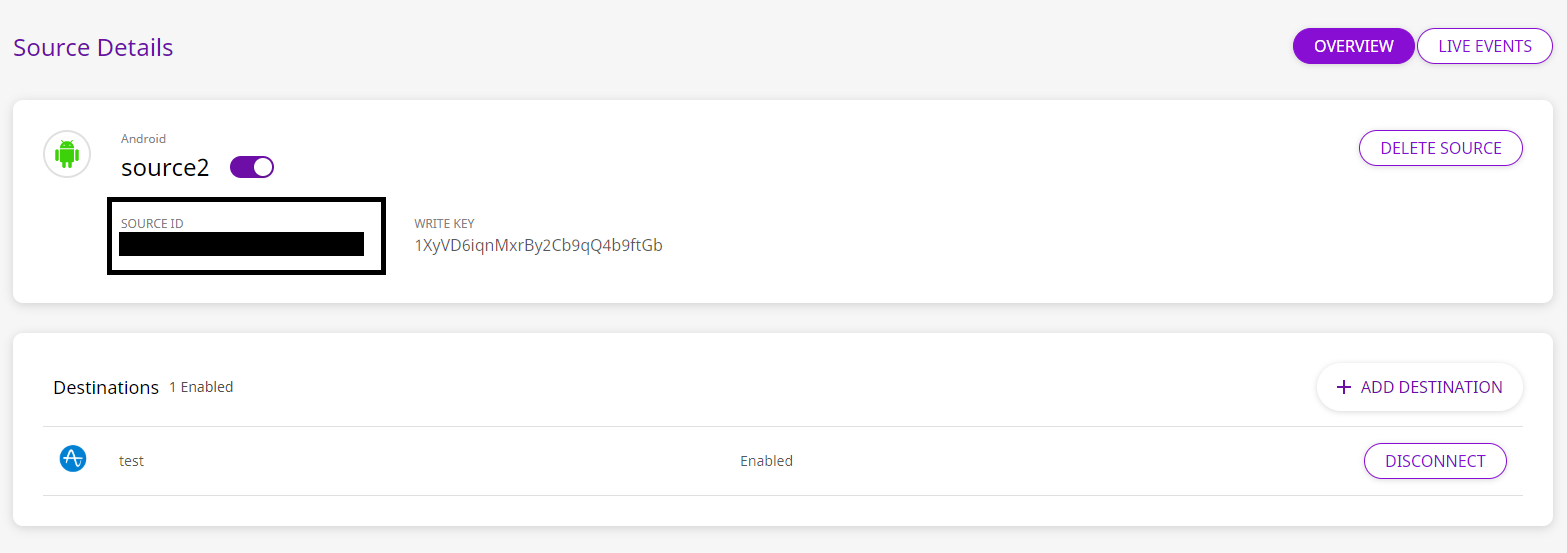 Source Details
OVERVIEW
LIVE EVENTS
Android
source2
DELETE SOURCE
SOURCE ID
WRITE KEY
1XyVD6iqnMxrBy2Cb9qQ4b9ftGb
Destinations 1 Enabled
+ ADD DESTINATION
test
Enabled
DISCONNECT